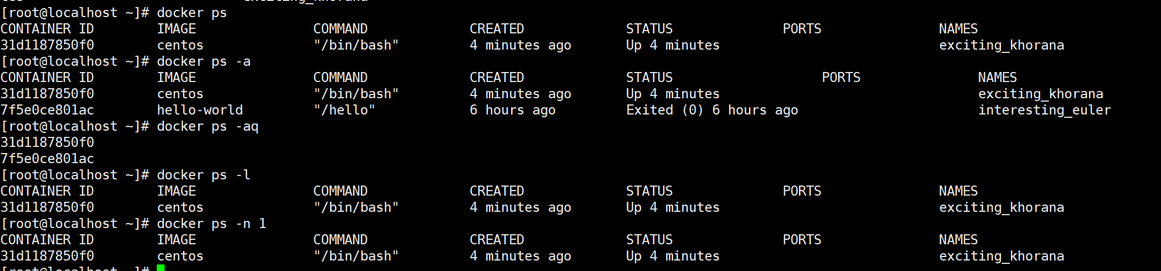 exciting_khorana
[root@localhost ~]# docker ps
CONTAINER ID IMAGE COMMAND CREATED STATUS PORTS NAMES
31d1187850f0 centos "/bin/bash" 4 minutes ago Up 4 minutes exciting_khorana
[root@localhost ~]# docker ps -a
CONTAINER ID IMAGE COMMAND CREATED STATUS PORTS NAMES
31d1187850f0 centos "/bin/bash" 4 minutes ago Up 4 minutes exciting_khorana
7f5e0ce801ac hello-world "/hello" 6 hours ago Exited (0) 6 hours ago interesting_euler
[root@localhost ~]# docker ps -aq
31d1187850f0
7f5e0ce801ac
[root@localhost ~]# docker ps -l
CONTAINER ID IMAGE COMMAND CREATED STATUS PORTS NAMES
31d1187850f0 centos "/bin/bash" 4 minutes ago Up 4 minutes exciting_khorana
[root@localhost ~]# docker ps -n 1
CONTAINER ID IMAGE COMMAND CREATED STATUS PORTS NAMES
31d1187850f0 centos "/bin/bash" 4 minutes ago Up 4 minutes exciting_khorana
[root@localhost ~]#